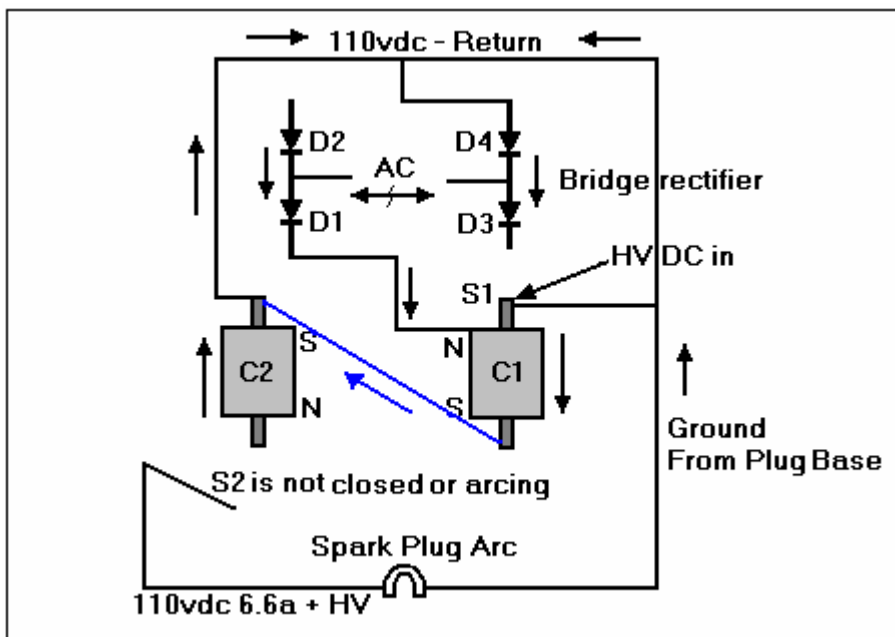 110vdc - Return
D2
D4
AC
Bridge rectifier
D1
D3
HV DC in
S1
S
N
C2
C1
N
S
Ground
From Plug Base
S2 is not closed or arcing
Spark Plug Arc
110vdc 6.6a + HV